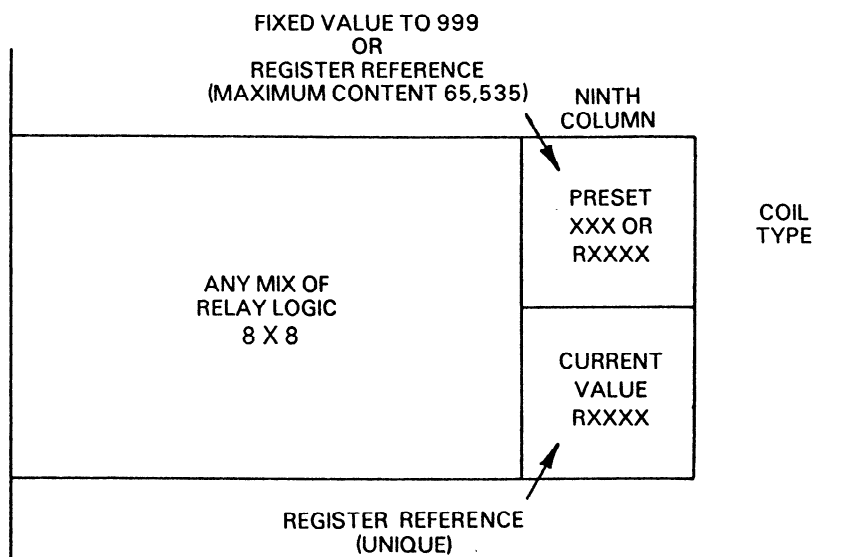 FIXED VALUE TO 999
OR
REGISTER REFERENCE
(MAXIMUM CONTENT 65,535)
NINTH
COLUMN
PRESET
XXX OR
RXXXX
COIL
TYPE
ANY MIX OF
RELAY LOGIC
8 X 8
CURRENT
VALUE
RXXXX
REGISTER REFERENCE
(UNIQUE)